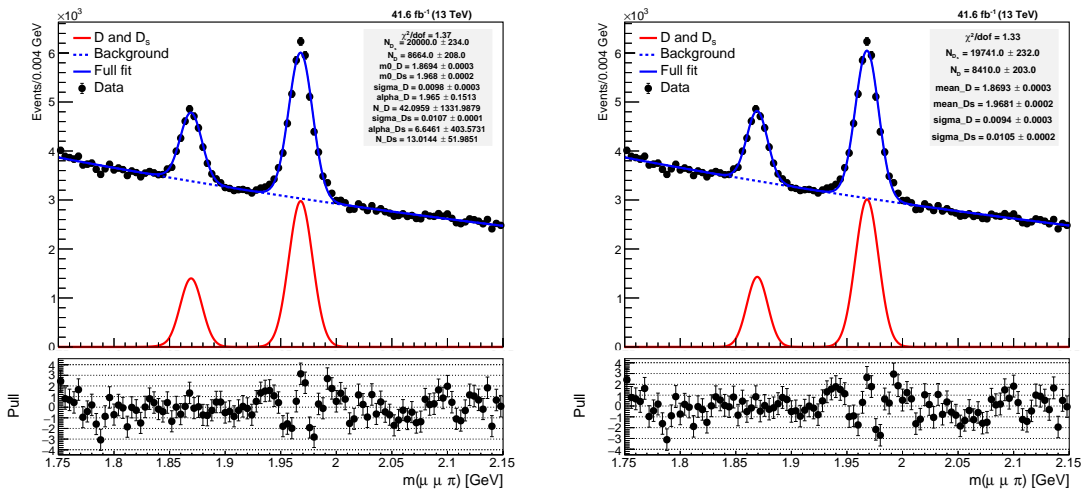 ×10³
41.6 fb⁻¹ (13 TeV)
Events/0.004 GeV
6
5
4
3
2
1
0
D and Dₛ
Background
Full fit
Data
χ²/dof = 1.37
N_Dₛ = 20000.0 ± 234.0
N_D = 8664.0 ± 208.0
m0_D = 1.8694 ± 0.0003
m0_Ds = 1.968 ± 0.0002
sigma_D = 0.0098 ± 0.0003
alpha_D = 1.965 ± 0.1513
N_D = 42.0959 ± 1331.9879
sigma_Ds = 0.0107 ± 0.0001
alpha_Ds = 6.6461 ± 403.5731
N_Ds = 13.0144 ± 51.9851
Pull
4
3
2
1
0
−1
−2
−3
−4
1.75 1.8 1.85 1.9 1.95 2 2.05 2.1 2.15
m(μ μ π) [GeV]
×10³
41.6 fb⁻¹ (13 TeV)
Events/0.004 GeV
6
5
4
3
2
1
0
D and Dₛ
Background
Full fit
Data
χ²/dof = 1.33
N_Dₛ = 19741.0 ± 232.0
N_D = 8410.0 ± 203.0
mean_D = 1.8693 ± 0.0003
mean_Ds = 1.9681 ± 0.0002
sigma_D = 0.0094 ± 0.0003
sigma_Ds = 0.0105 ± 0.0002
Pull
4
3
2
1
0
−1
−2
−3
−4
1.75 1.8 1.85 1.9 1.95 2 2.05 2.1 2.15
m(μ μ π) [GeV]